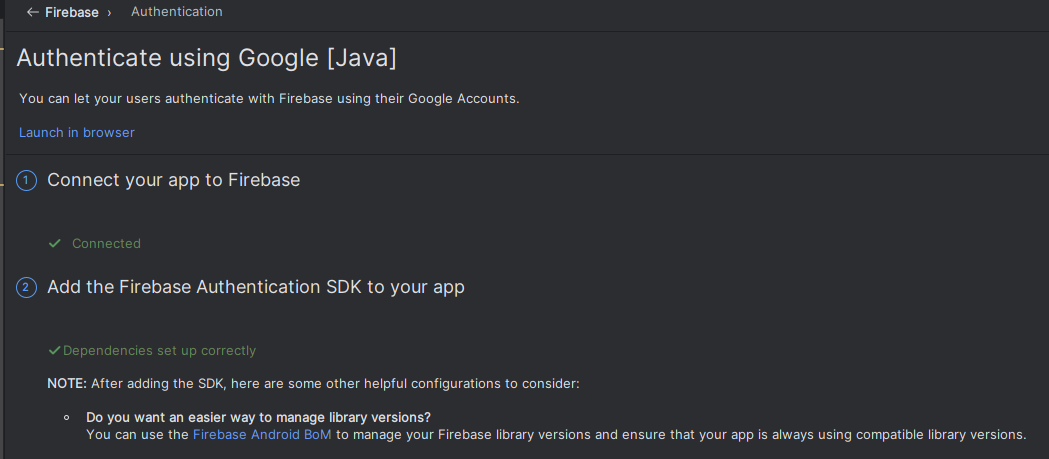 ← Firebase › Authentication
Authenticate using Google [Java]
You can let your users authenticate with Firebase using their Google Accounts.
Launch in browser
1 Connect your app to Firebase
✓ Connected
2 Add the Firebase Authentication SDK to your app
✓ Dependencies set up correctly
NOTE: After adding the SDK, here are some other helpful configurations to consider:
◦ Do you want an easier way to manage library versions?
You can use the Firebase Android BoM to manage your Firebase library versions and ensure that your app is always using compatible library versions.